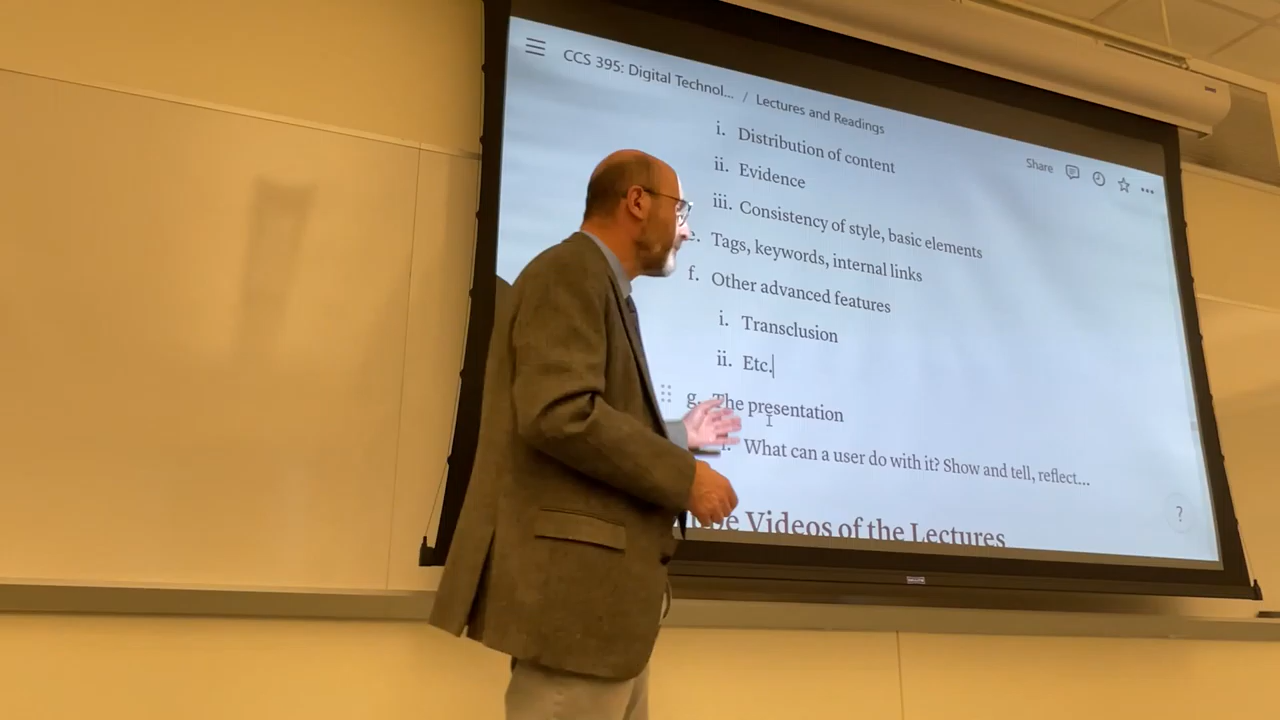 CCS 395: Digital Technol... / Lectures and Readings
Share
i. Distribution of content
ii. Evidence
iii. Consistency of style, basic elements
e. Tags, keywords, internal links
f. Other advanced features
i. Transclusion
ii. Etc.
g. The presentation
i. What can a user do with it? Show and tell, reflect...
Videos of the Lectures
?